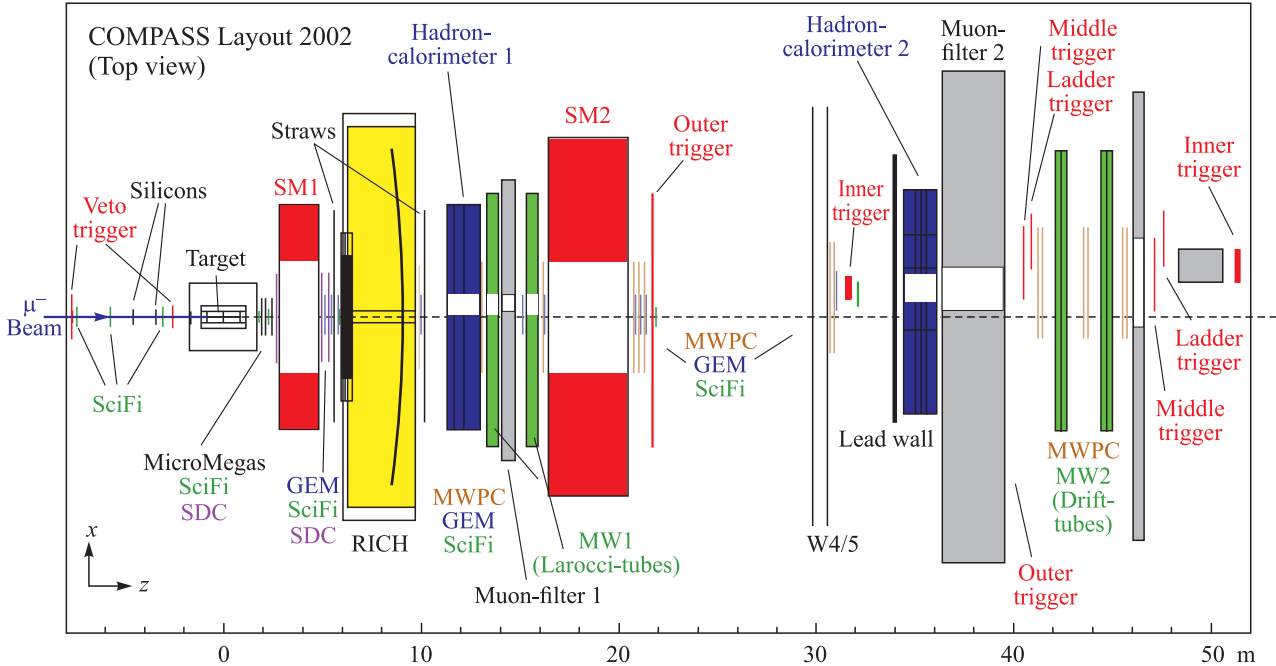 COMPASS Layout 2002
(Top view)
Hadron-
calorimeter 1
Hadron-
calorimeter 2
Muon-
filter 2
Middle
trigger
Ladder
trigger
Straws
SM2
Outer
trigger
Inner
trigger
Silicons
SM1
Veto
trigger
Inner
trigger
Target
μ⁻
Beam
MWPC
GEM
SciFi
Ladder
trigger
SciFi
Middle
trigger
Lead wall
MicroMegas
SciFi
SDC
GEM
SciFi
SDC
MWPC
GEM
SciFi
MWPC
MW2
(Drift-
tubes)
RICH
MW1
(Larocci-tubes)
W4/5
Muon-filter 1
Outer
trigger
x
z
0 10 20 30 40 50 m